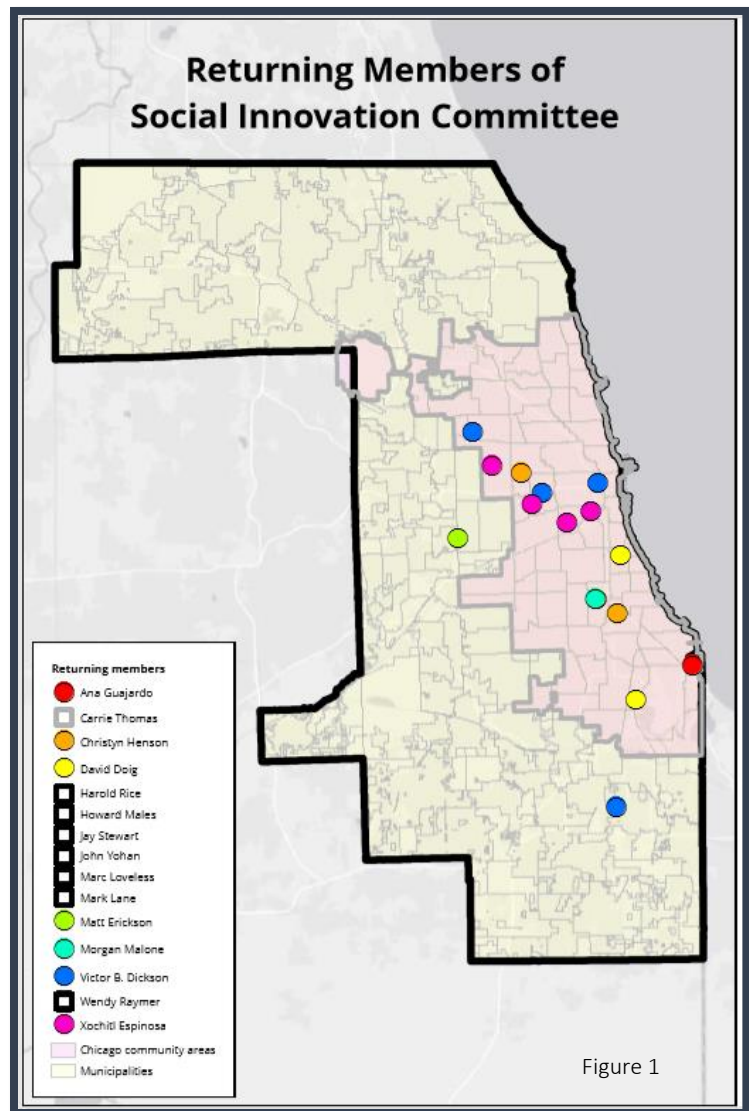 Returning Members of
Social Innovation Committee
Returning members
Ana Guajardo
Carrie Thomas
Christyn Henson
David Doig
Harold Rice
Howard Males
Jay Stewart
John Yohan
Marc Loveless
Mark Lane
Matt Erickson
Morgan Malone
Victor B. Dickson
Wendy Raymer
Xochitl Espinosa
Chicago community areas
Municipalities
Figure 1